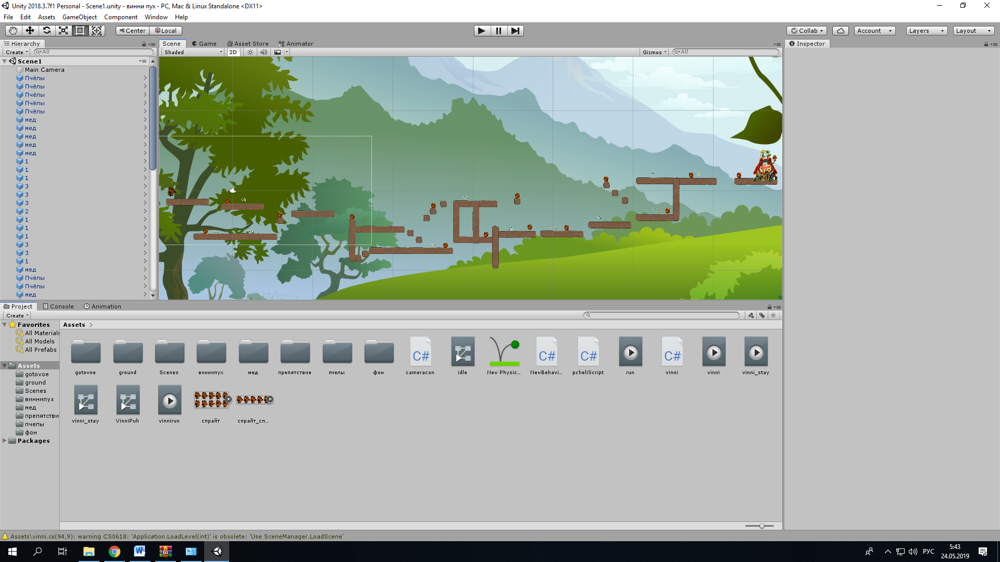 Unity 2018.3.7f1 Personal - Scene1.unity - винни пух - PC, Mac & Linux Standalone <DX11>
File Edit Assets GameObject Component Window Help
Center Local Collab Account Layers Layout
Hierarchy
Create All
Scene1
Main Camera
Пчёлы
Пчёлы
Пчёлы
Пчёлы
Пчёлы
мед
мед
мед
мед
мед
1
1
1
3
3
3
2
1
1
1
3
3
1
мед
Пчёлы
Пчёлы
мед
Scene Game Asset Store Animator
Shaded 2D Gizmos All
Inspector
Project Console Animation
Create
Favorites
All Materials
All Models
All Prefabs
Assets
gotovoe
ground
Scenes
виннипух
мед
препятстви
пчелы
фон
Packages
Assets
gotovoe ground Scenes виннипух мед препятствие пчелы фон cameracon idle New Physic... NewBehavi... pcheliScript run vinni vinni vinni_stay
C# C# C# C#
vinni_stay VinniPuh vinnirun спрайт спрайт_сп...
Assets\vinni.cs(94,9): warning CS0618: 'Application.LoadLevel(int)' is obsolete: 'Use SceneManager.LoadScene'
РУС
5:43
24.05.2019